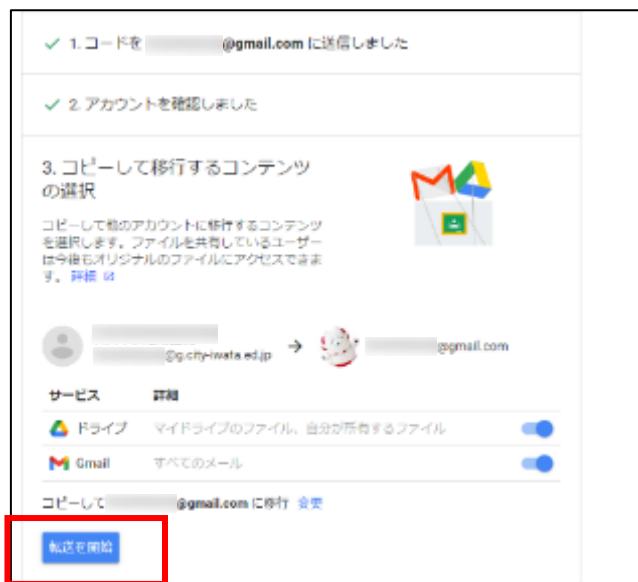 1. コードを @gmail.com に送信しました
2. アカウントを確認しました
3. コピーして移行するコンテンツ
の選択
コピーして他のアカウントに移行するコンテンツ
を選択します。ファイルを共有しているユーザー
は今後もオリジナルのファイルにアクセスできま
す。 詳細
@g.city-iwata.ed.jp → @gmail.com
サービス 詳細
ドライブ マイドライブのファイル、自分が所有するファイル
Gmail すべてのメール
コピーして @gmail.com に移行 変更
転送を開始